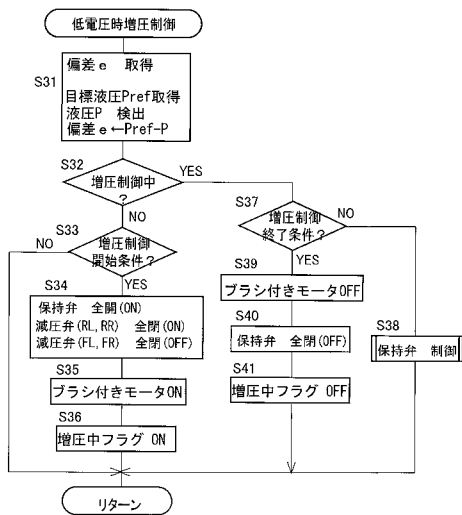 低電圧時増圧制御
S31
偏差e 取得
目標液圧Pref取得
液圧P 検出
偏差e←Pref-P
S32
増圧制御中
?
YES
NO
S33
増圧制御
開始条件?
NO
YES
S34
保持弁 全開(ON)
減圧弁(RL,RR) 全閉(ON)
減圧弁(FL,FR) 全閉(OFF)
S35
ブラシ付きモータON
S36
増圧中フラグ ON
S37
増圧制御
終了条件?
NO
YES
S39
ブラシ付きモータOFF
S40
保持弁 全閉(OFF)
S41
増圧中フラグ OFF
S38
保持弁 制御
リターン